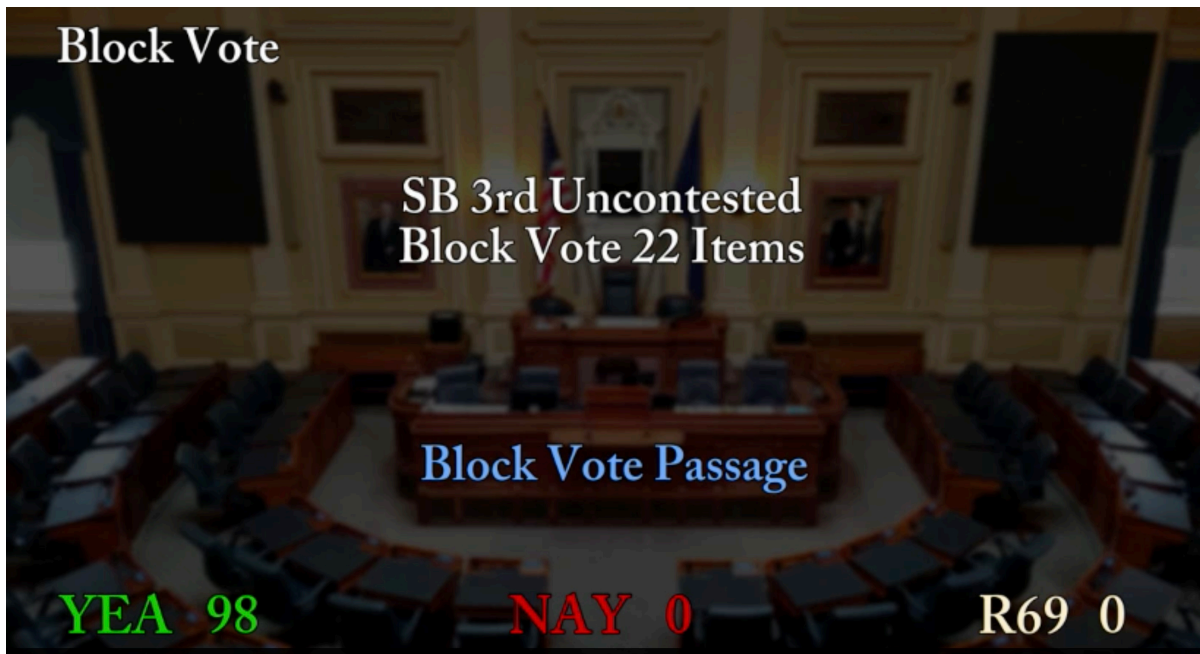 Block Vote
SB 3rd Uncontested
Block Vote 22 Items
Block Vote Passage
YEA 98
NAY 0
R69 0